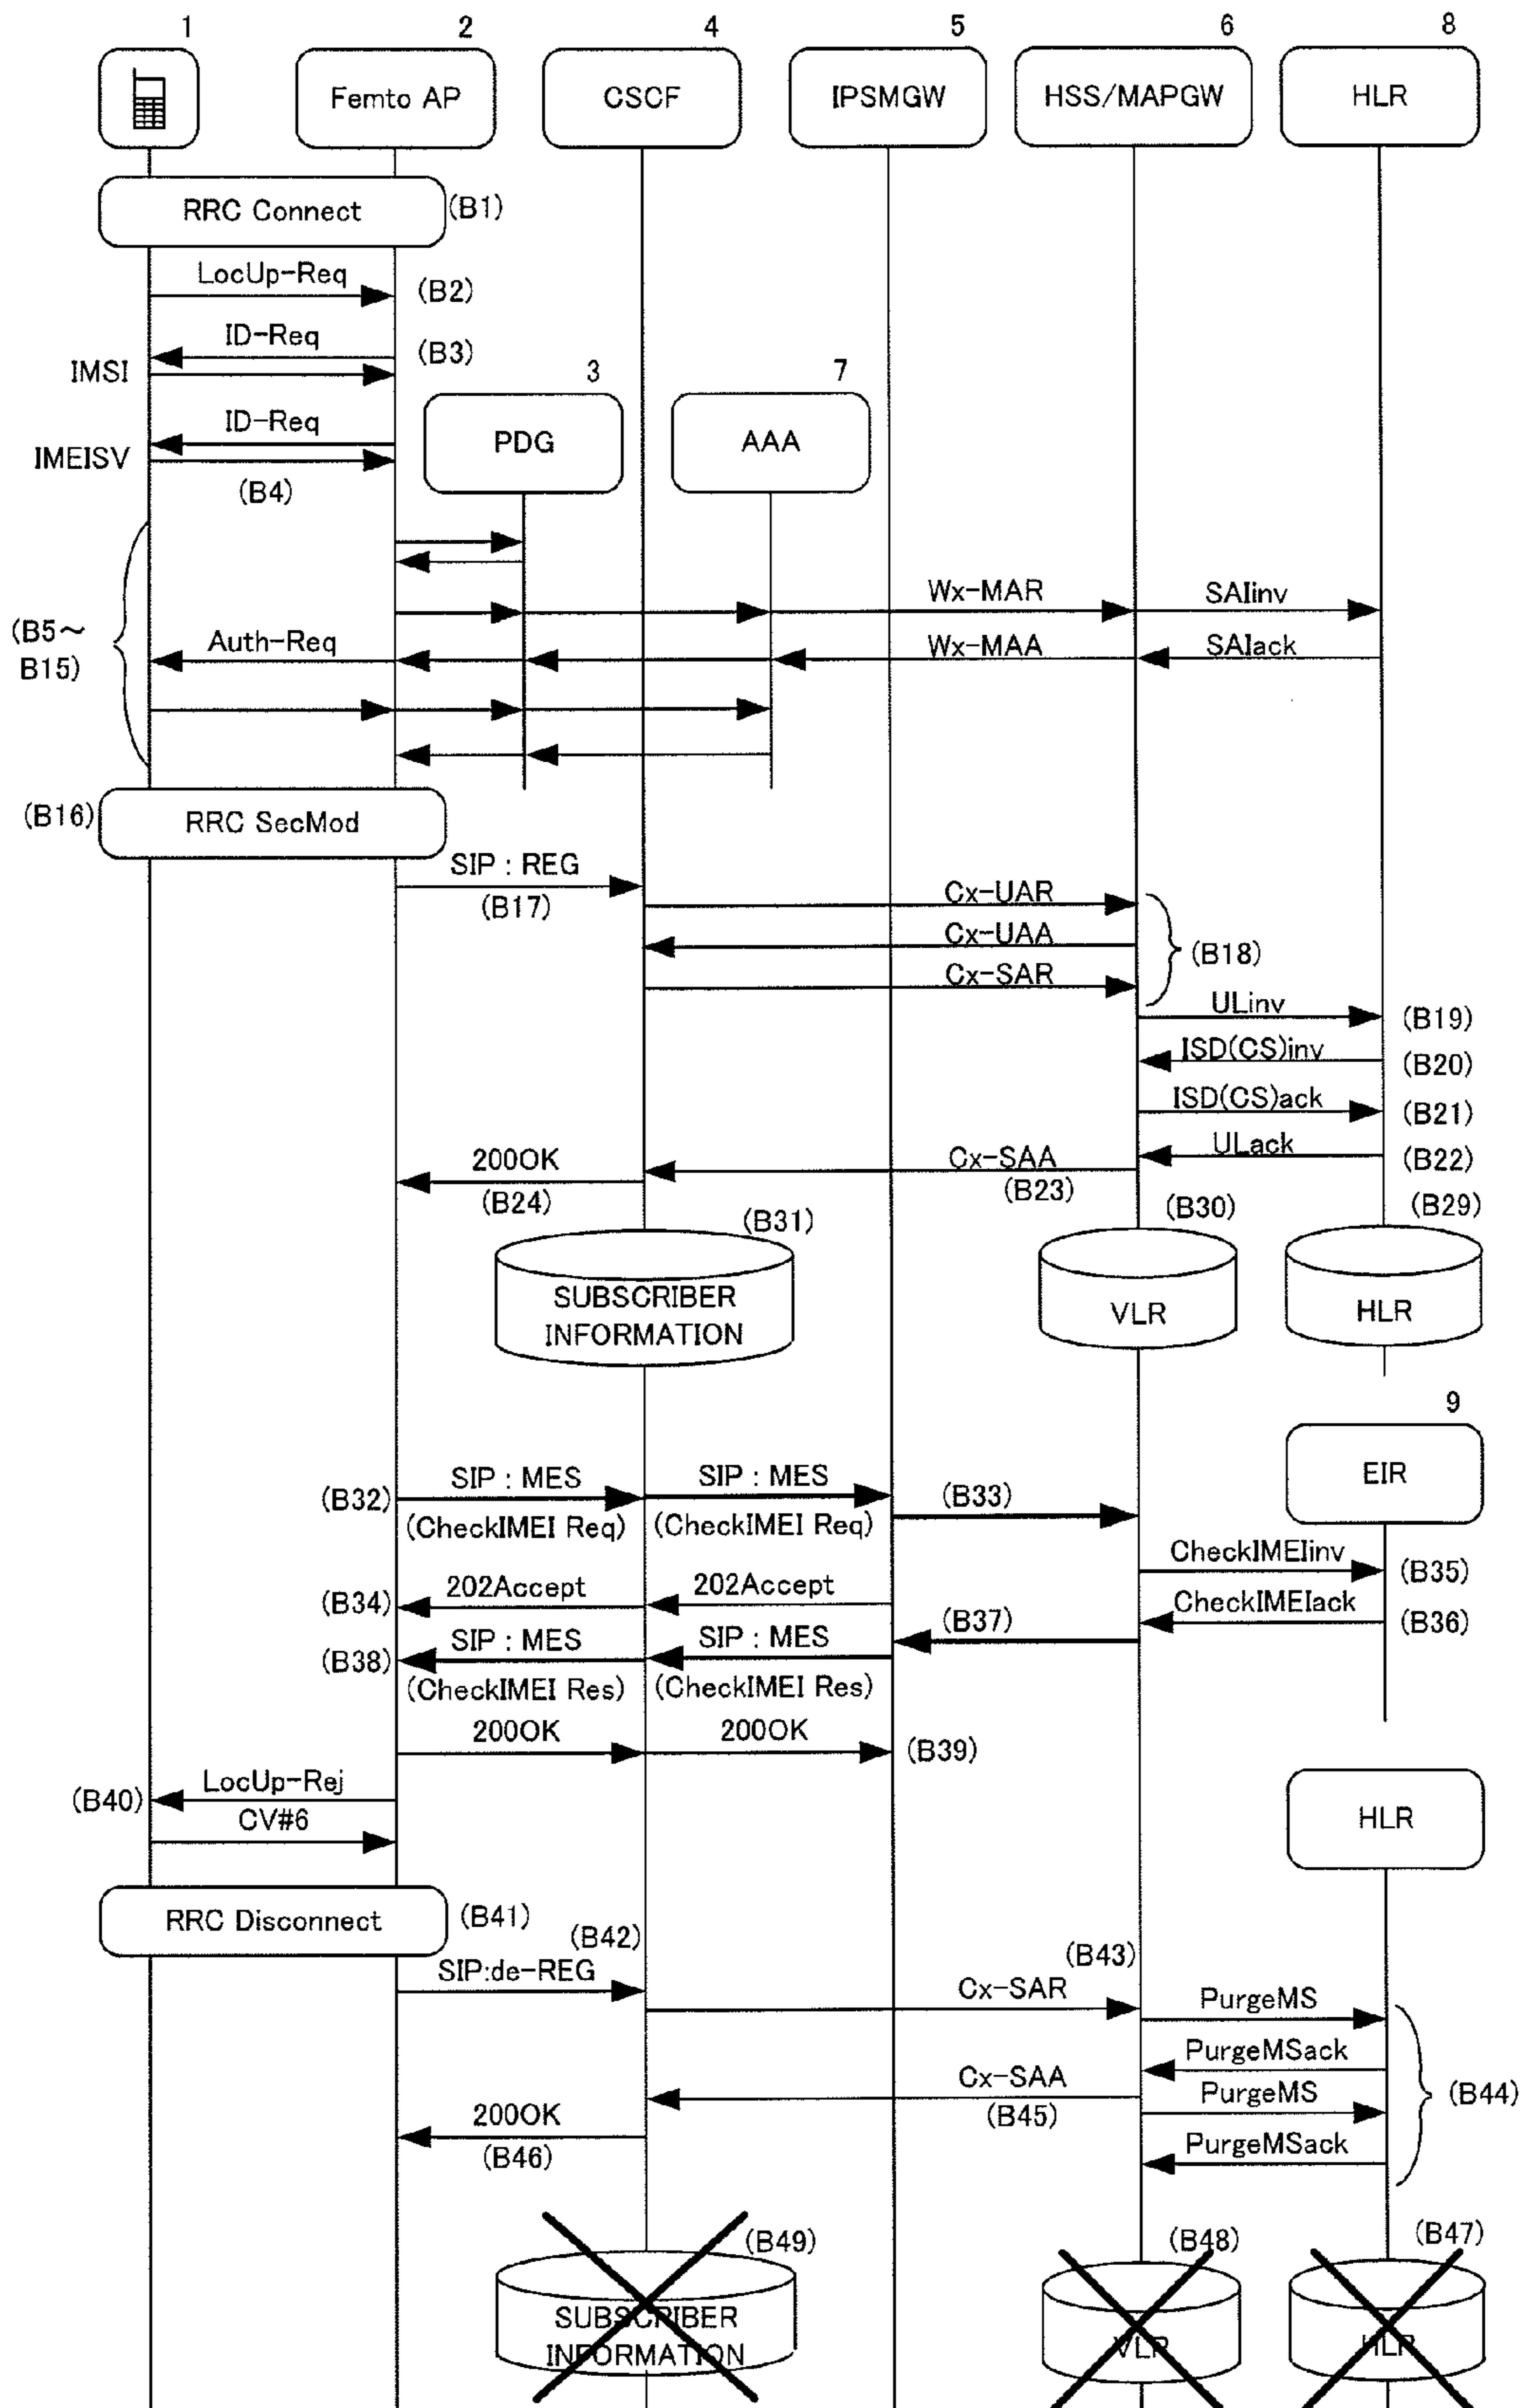 1
2
4
5
6
8
Femto AP
CSCF
IPSMGW
HSS/MAPGW
HLR
RRC Connect
(B1)
LocUp-Req
(B2)
ID-Req
(B3)
IMSI
3
7
ID-Req
PDG
AAA
IMEISV
(B4)
Wx-MAR
SAIinv
(B5~
B15)
Auth-Req
Wx-MAA
SAIack
(B16)
RRC SecMod
SIP : REG
(B17)
Cx-UAR
Cx-UAA
(B18)
Cx-SAR
ULinv
(B19)
ISD(CS)inv
(B20)
ISD(CS)ack
(B21)
ULack
(B22)
200OK
(B24)
Cx-SAA
(B23)
(B31)
(B30)
(B29)
SUBSCRIBER
INFORMATION
VLR
HLR
9
EIR
(B32)
SIP : MES
(CheckIMEI Req)
SIP : MES
(CheckIMEI Req)
(B33)
CheckIMEIinv
(B35)
(B34)
202Accept
202Accept
CheckIMEIack
(B36)
(B37)
(B38)
SIP : MES
(CheckIMEI Res)
SIP : MES
(CheckIMEI Res)
200OK
200OK
(B39)
(B40)
LocUp-Rej
CV#6
HLR
RRC Disconnect
(B41)
(B42)
(B43)
SIP:de-REG
Cx-SAR
PurgeMS
PurgeMSack
(B44)
Cx-SAA
(B45)
PurgeMS
200OK
(B46)
PurgeMSack
(B49)
(B48)
(B47)
SUBSCRIBER
INFORMATION
VLR
HLR